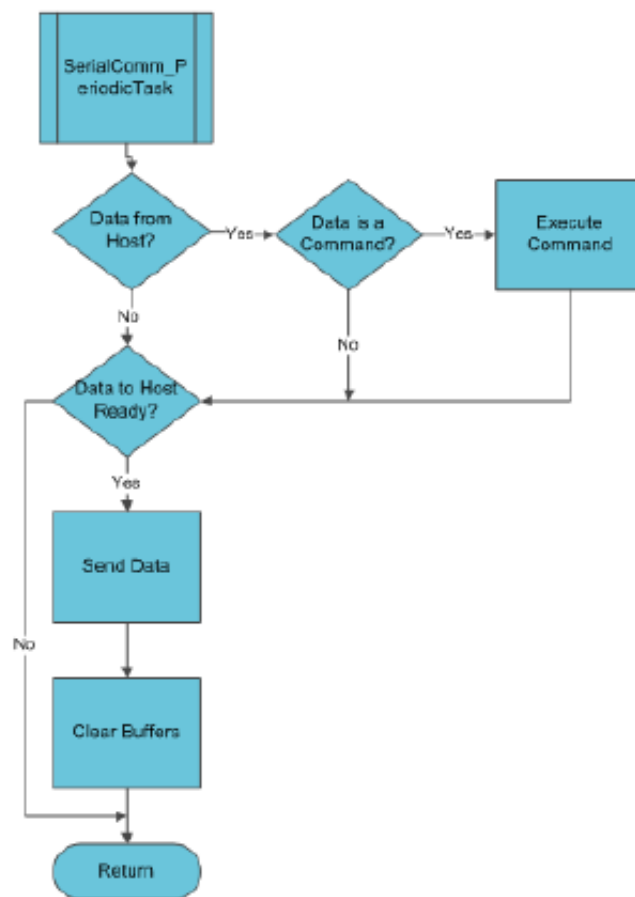 SerialComm_P
eriodicTask
Data from
Host?
Yes
Data is a
Command?
Yes
Execute
Command
No
No
Data to Host
Ready?
Yes
Send Data
No
Clear Buffers
Return